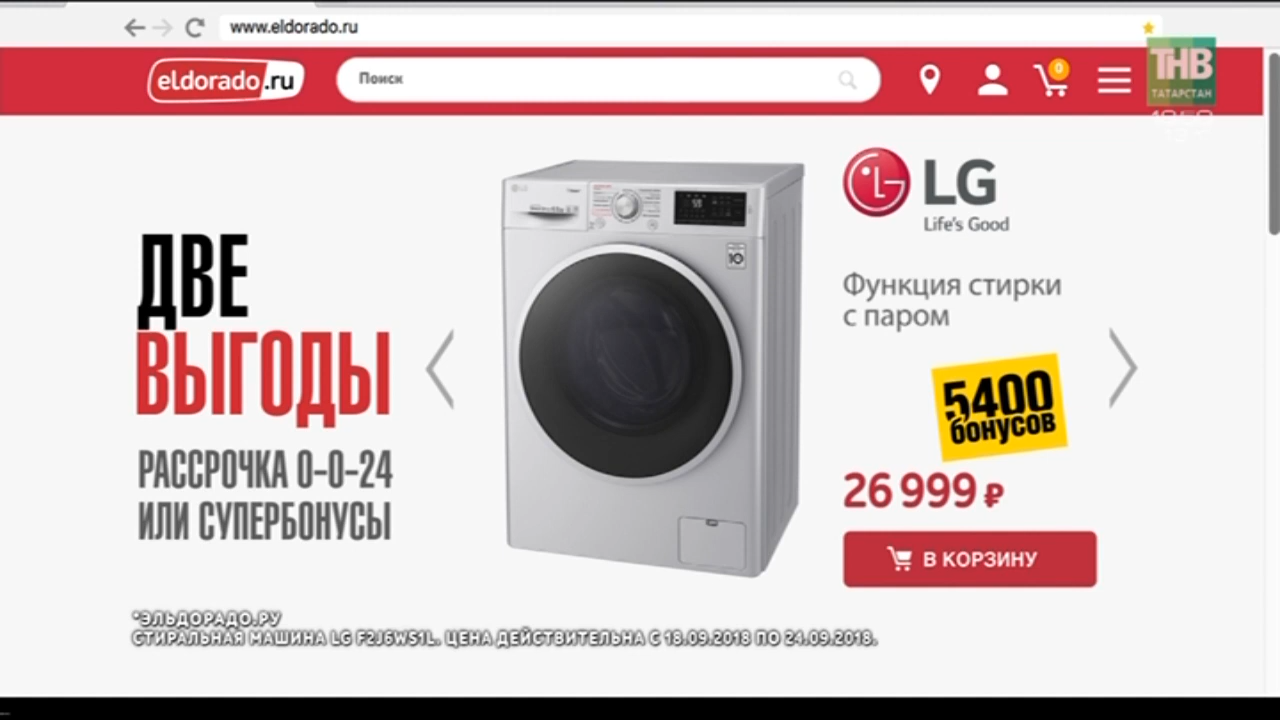 www.eldorado.ru
eldorado.ru
Поиск
0
ТНВ
ТАТАРСТАН
LG
Life's Good
ДВЕ
ВЫГОДЫ
РАССРОЧКА 0-0-24
ИЛИ СУПЕРБОНУСЫ
Функция стирки
с паром
5400
бонусов
26 999 ₽
В КОРЗИНУ
*ЭЛЬДОРАДО.РУ
СТИРАЛЬНАЯ МАШИНА LG F2J6WS1L. ЦЕНА ДЕЙСТВИТЕЛЬНА С 18.09.2018 ПО 24.09.2018.